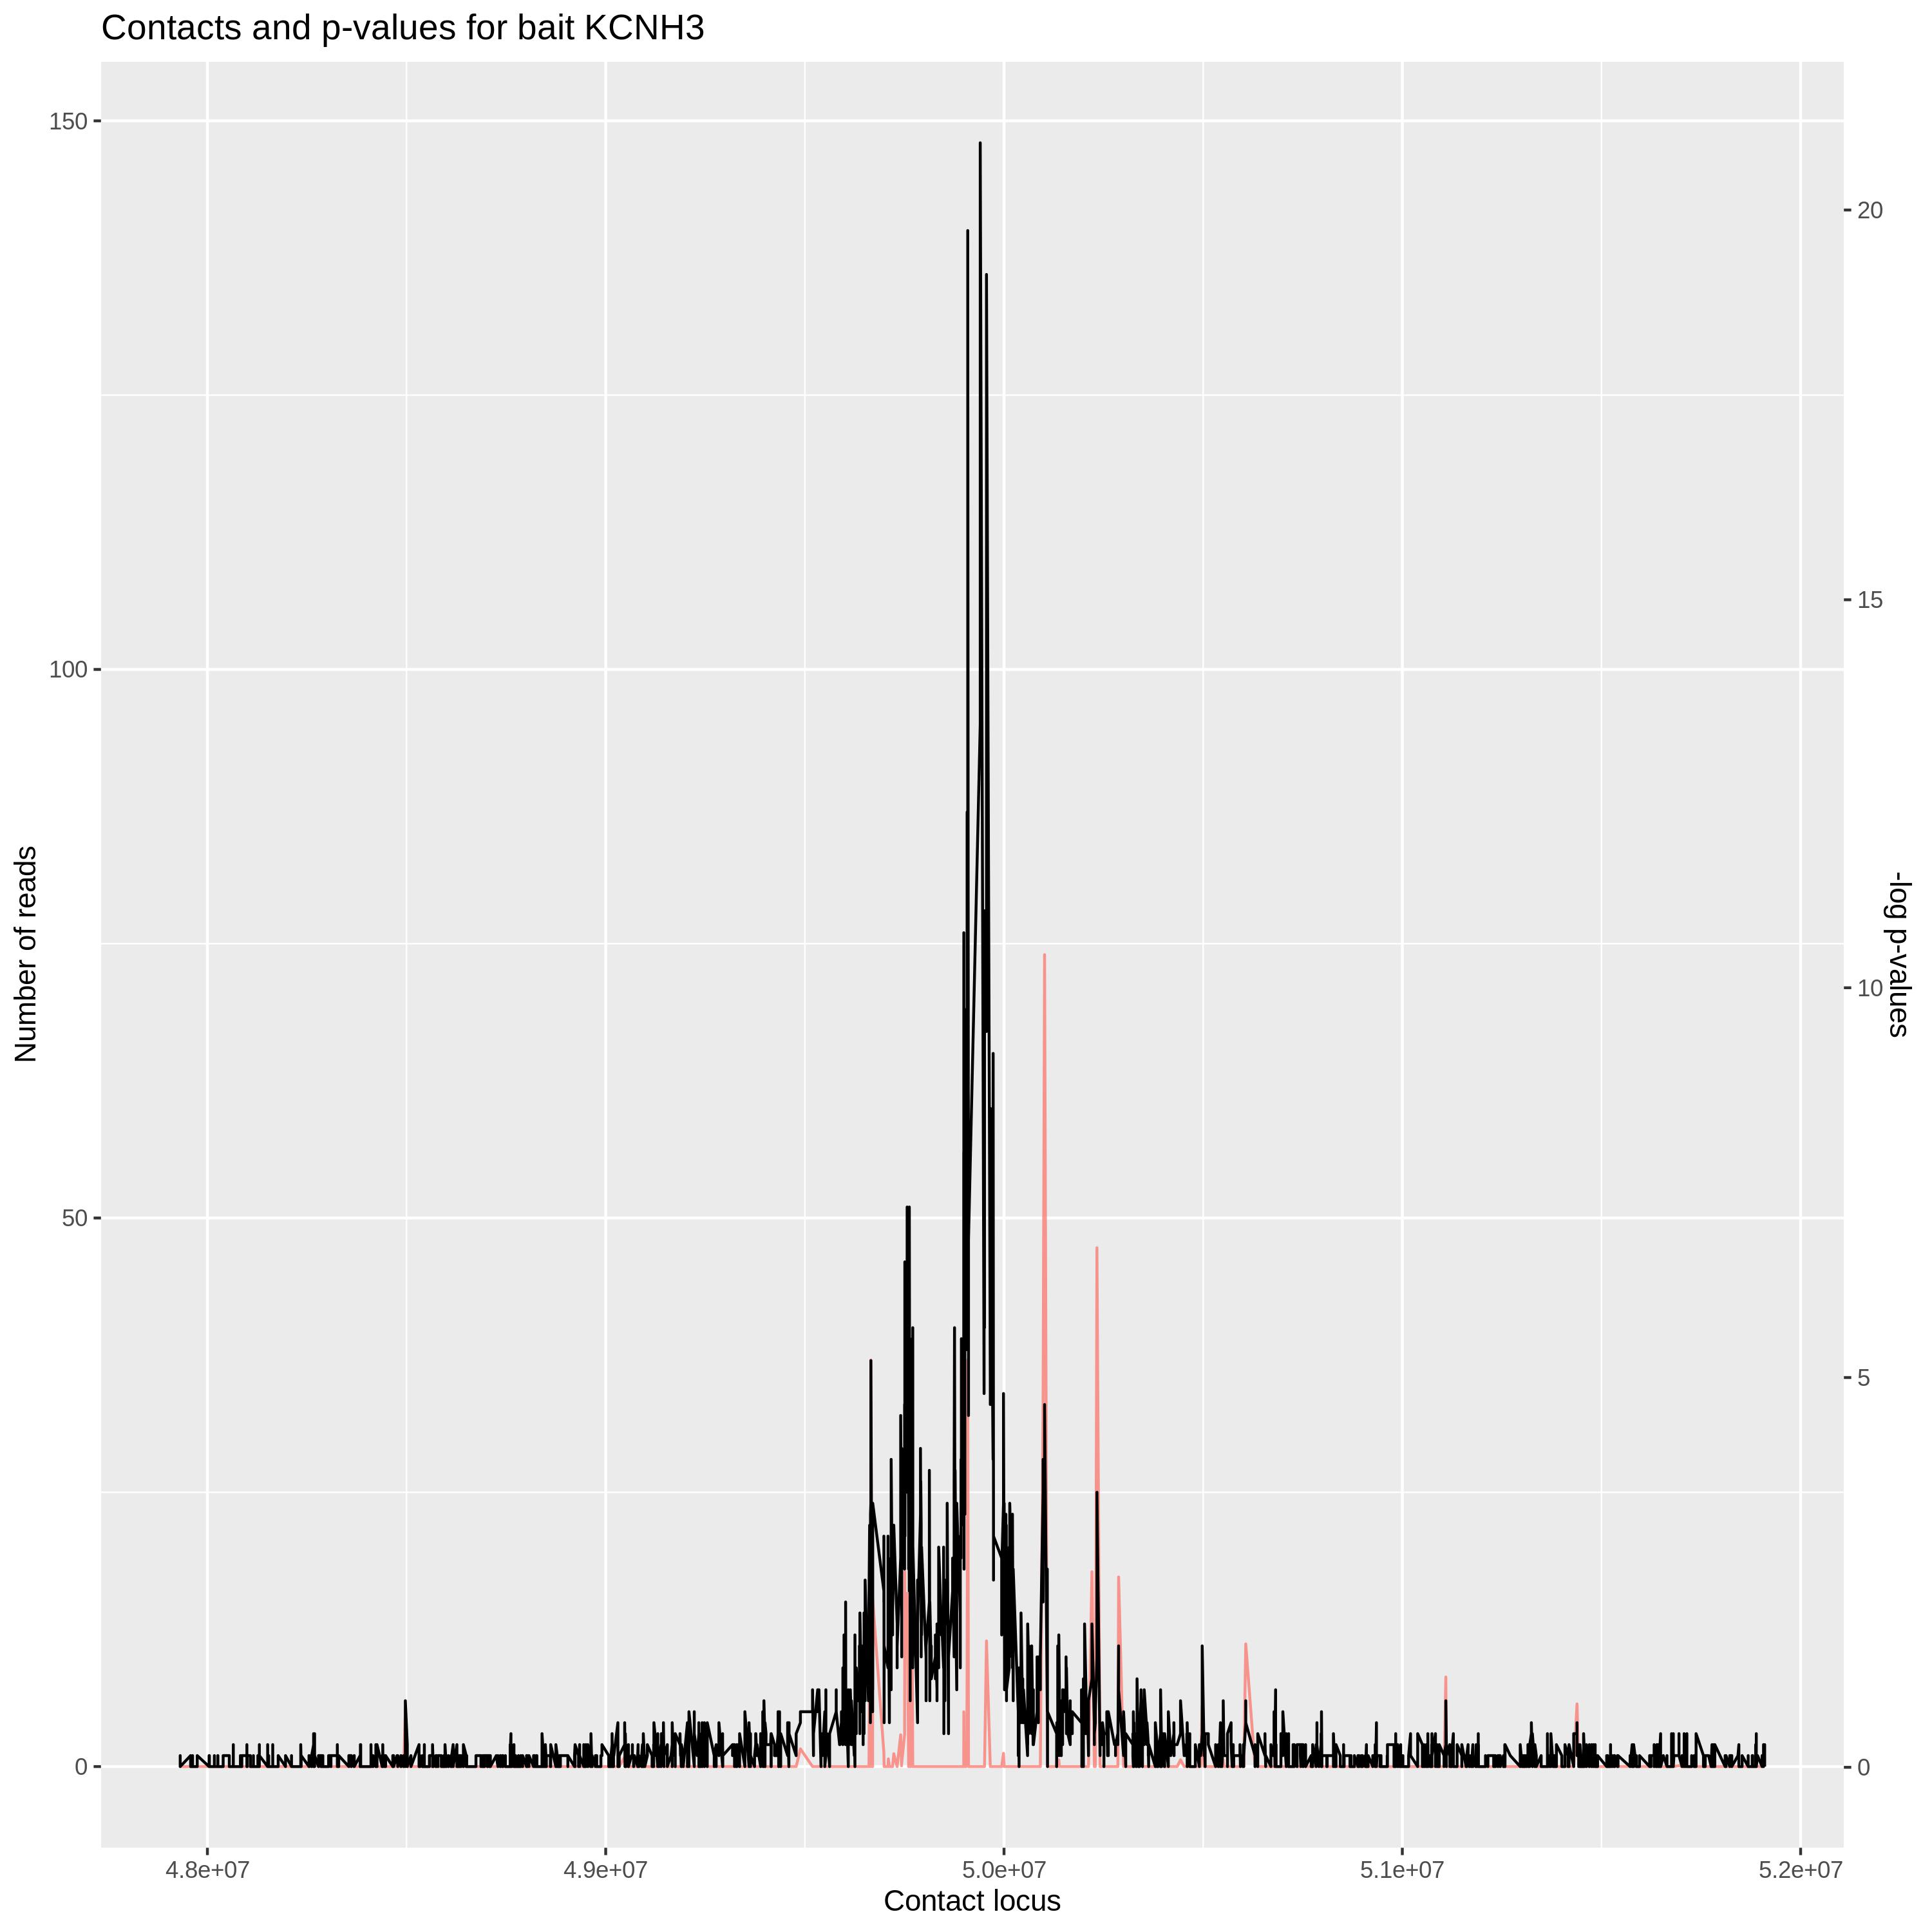 Contacts and p-values for bait KCNH3
150
100
50
0
Number of reads
20
15
10
5
0
-log p-values
4.8e+07
4.9e+07
5.0e+07
5.1e+07
5.2e+07
Contact locus